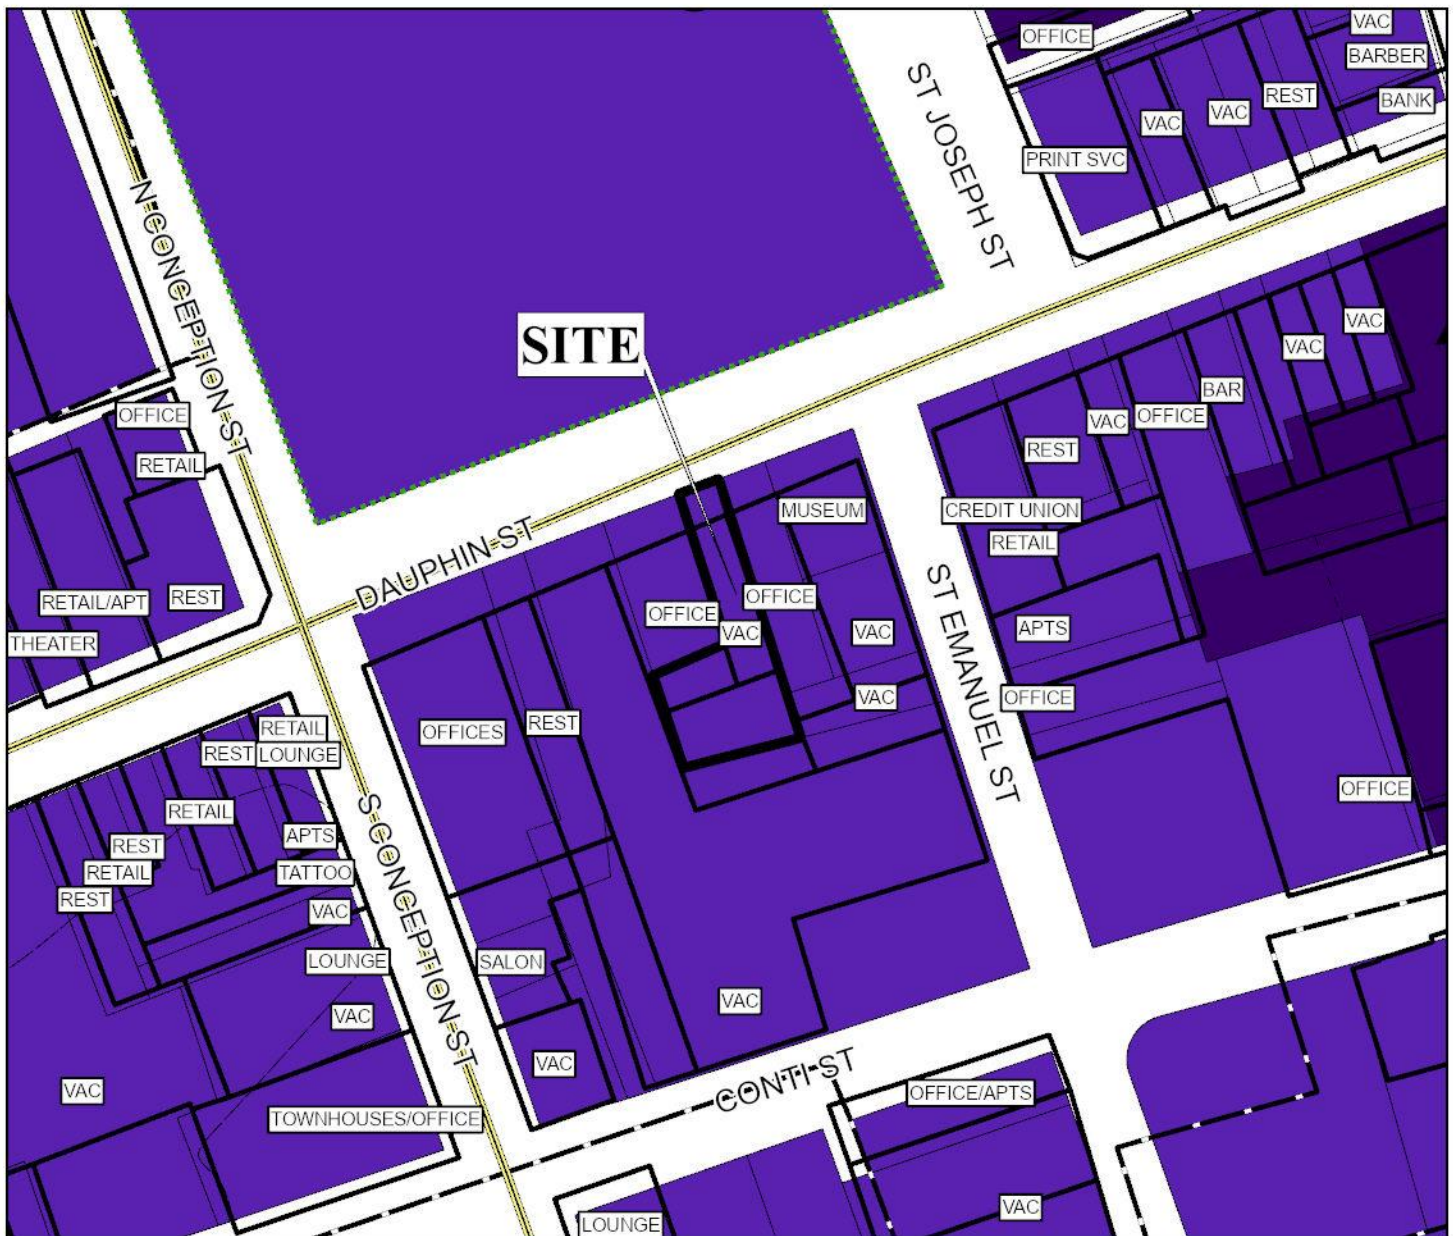 VAC
OFFICE
BARBER
ST JOSEPH ST
REST
BANK
VAC
VAC
PRINT SVC
N CONCEPTION ST
SITE
VAC
VAC
BAR
OFFICE
OFFICE
VAC
REST
RETAIL
MUSEUM
CREDIT UNION
RETAIL
DAUPHIN ST
ST EMANUEL ST
RETAIL/APT
REST
OFFICE
OFFICE
VAC
VAC
APTS
THEATER
VAC
OFFICE
RETAIL
OFFICES
REST
REST
LOUNGE
OFFICE
RETAIL
S CONCEPTION ST
APTS
REST
RETAIL
TATTOO
REST
VAC
LOUNGE
SALON
VAC
VAC
VAC
CONTI ST
VAC
OFFICE/APTS
TOWNHOUSES/OFFICE
VAC
LOUNGE